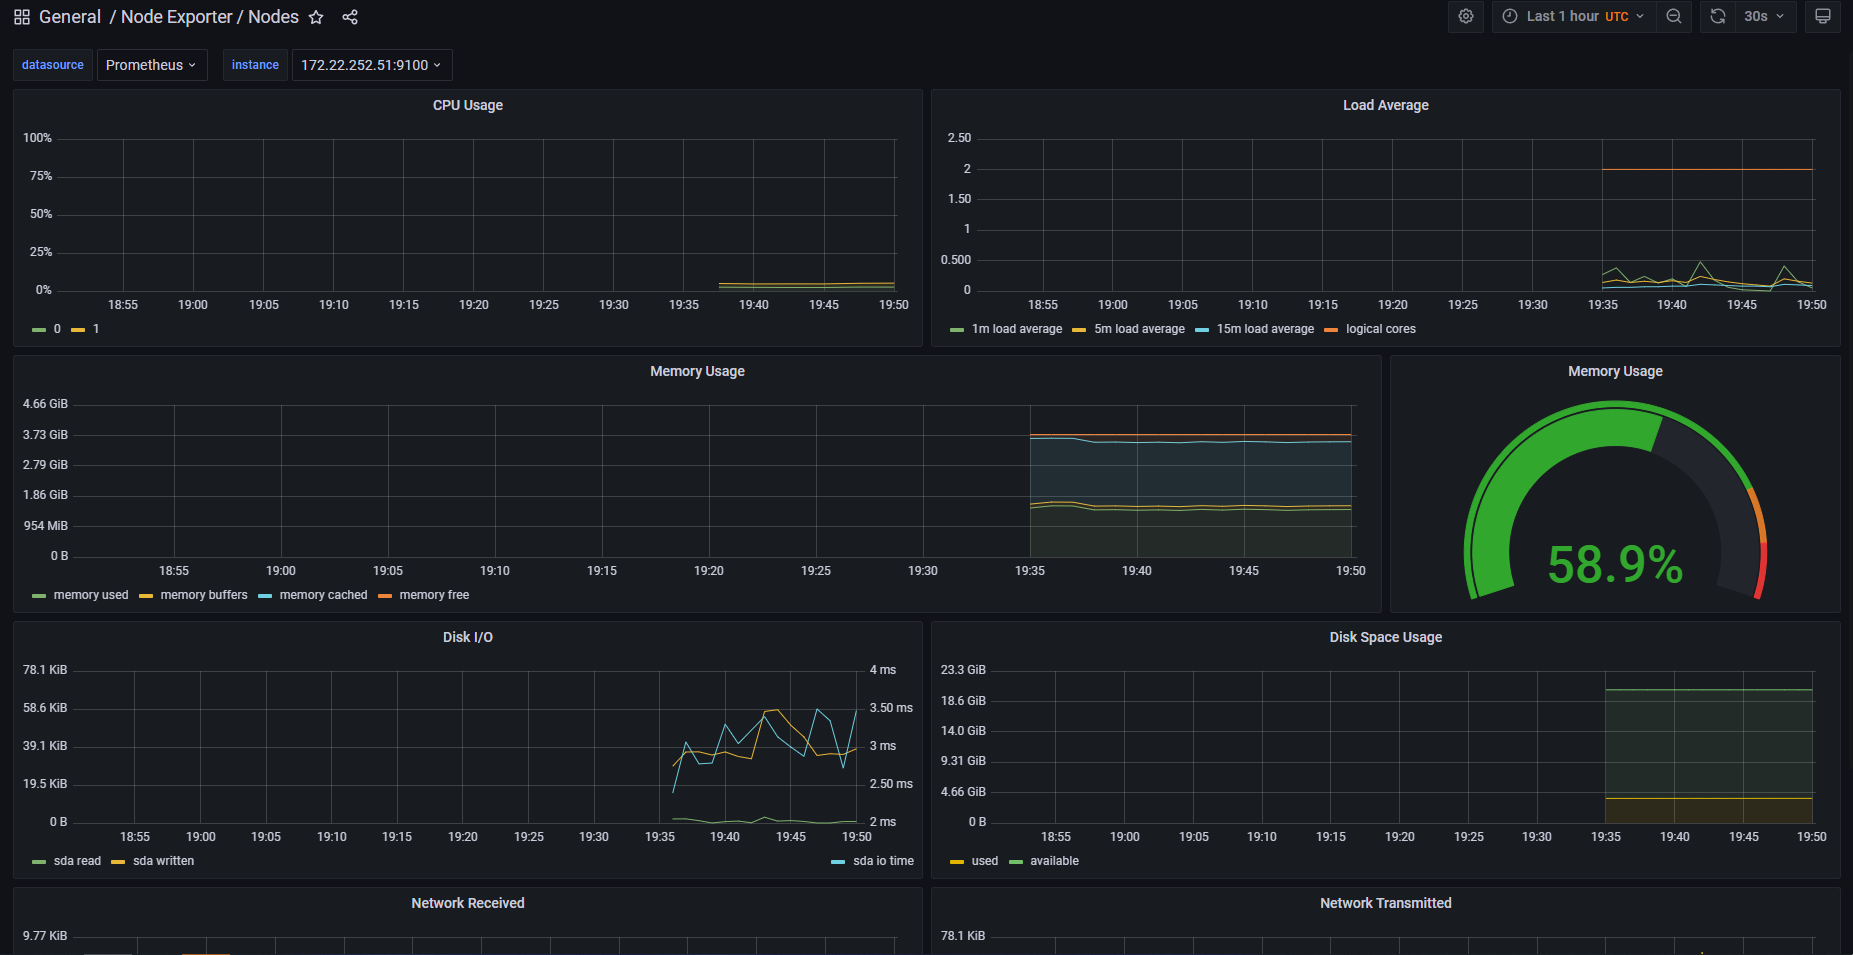 General / Node Exporter / Nodes
Last 1 hour UTC
30s
datasource Prometheus instance 172.22.252.51:9100
CPU Usage
100%
75%
50%
25%
0%
18:55 19:00 19:05 19:10 19:15 19:20 19:25 19:30 19:35 19:40 19:45 19:50
0 1
Load Average
2.50
2
1.50
1
0.500
0
18:55 19:00 19:05 19:10 19:15 19:20 19:25 19:30 19:35 19:40 19:45 19:50
1m load average 5m load average 15m load average logical cores
Memory Usage
4.66 GiB
3.73 GiB
2.79 GiB
1.86 GiB
954 MiB
0 B
18:55 19:00 19:05 19:10 19:15 19:20 19:25 19:30 19:35 19:40 19:45 19:50
memory used memory buffers memory cached memory free
Memory Usage
58.9%
Disk I/O
78.1 KiB
58.6 KiB
39.1 KiB
19.5 KiB
0 B
4 ms
3.50 ms
3 ms
2.50 ms
2 ms
18:55 19:00 19:05 19:10 19:15 19:20 19:25 19:30 19:35 19:40 19:45 19:50
sda read sda written sda io time
Disk Space Usage
23.3 GiB
18.6 GiB
14.0 GiB
9.31 GiB
4.66 GiB
0 B
18:55 19:00 19:05 19:10 19:15 19:20 19:25 19:30 19:35 19:40 19:45 19:50
used available
Network Received
9.77 KiB
Network Transmitted
78.1 KiB